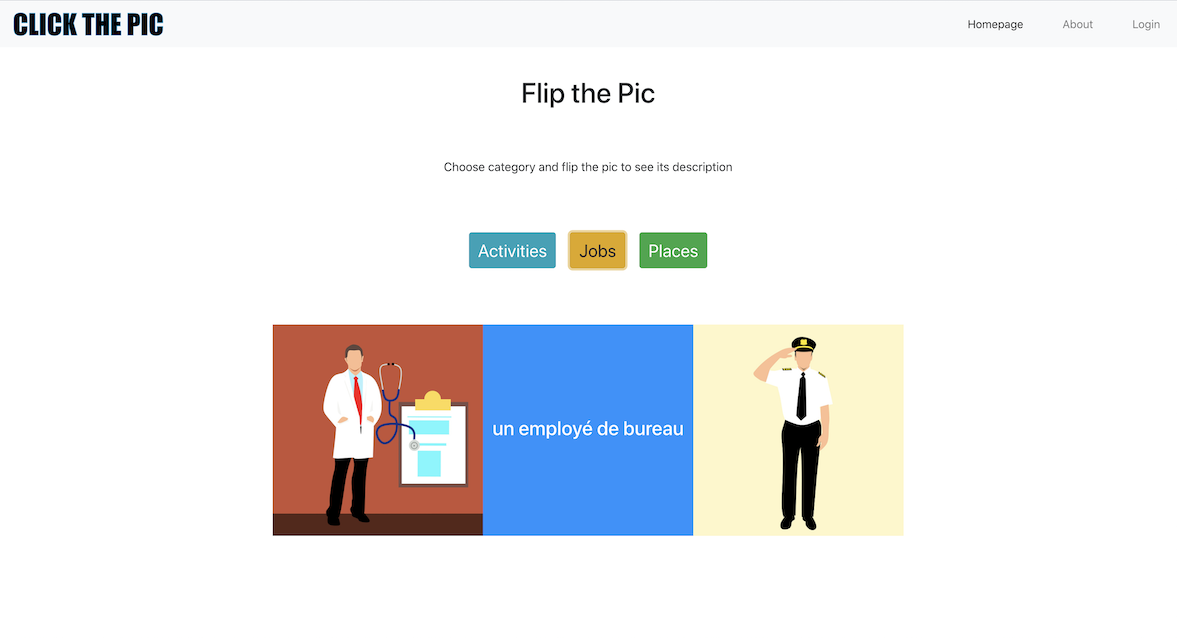 CLICK THE PIC
Homepage About Login
Flip the Pic
Choose category and flip the pic to see its description
Activities Jobs Places
un employé de bureau